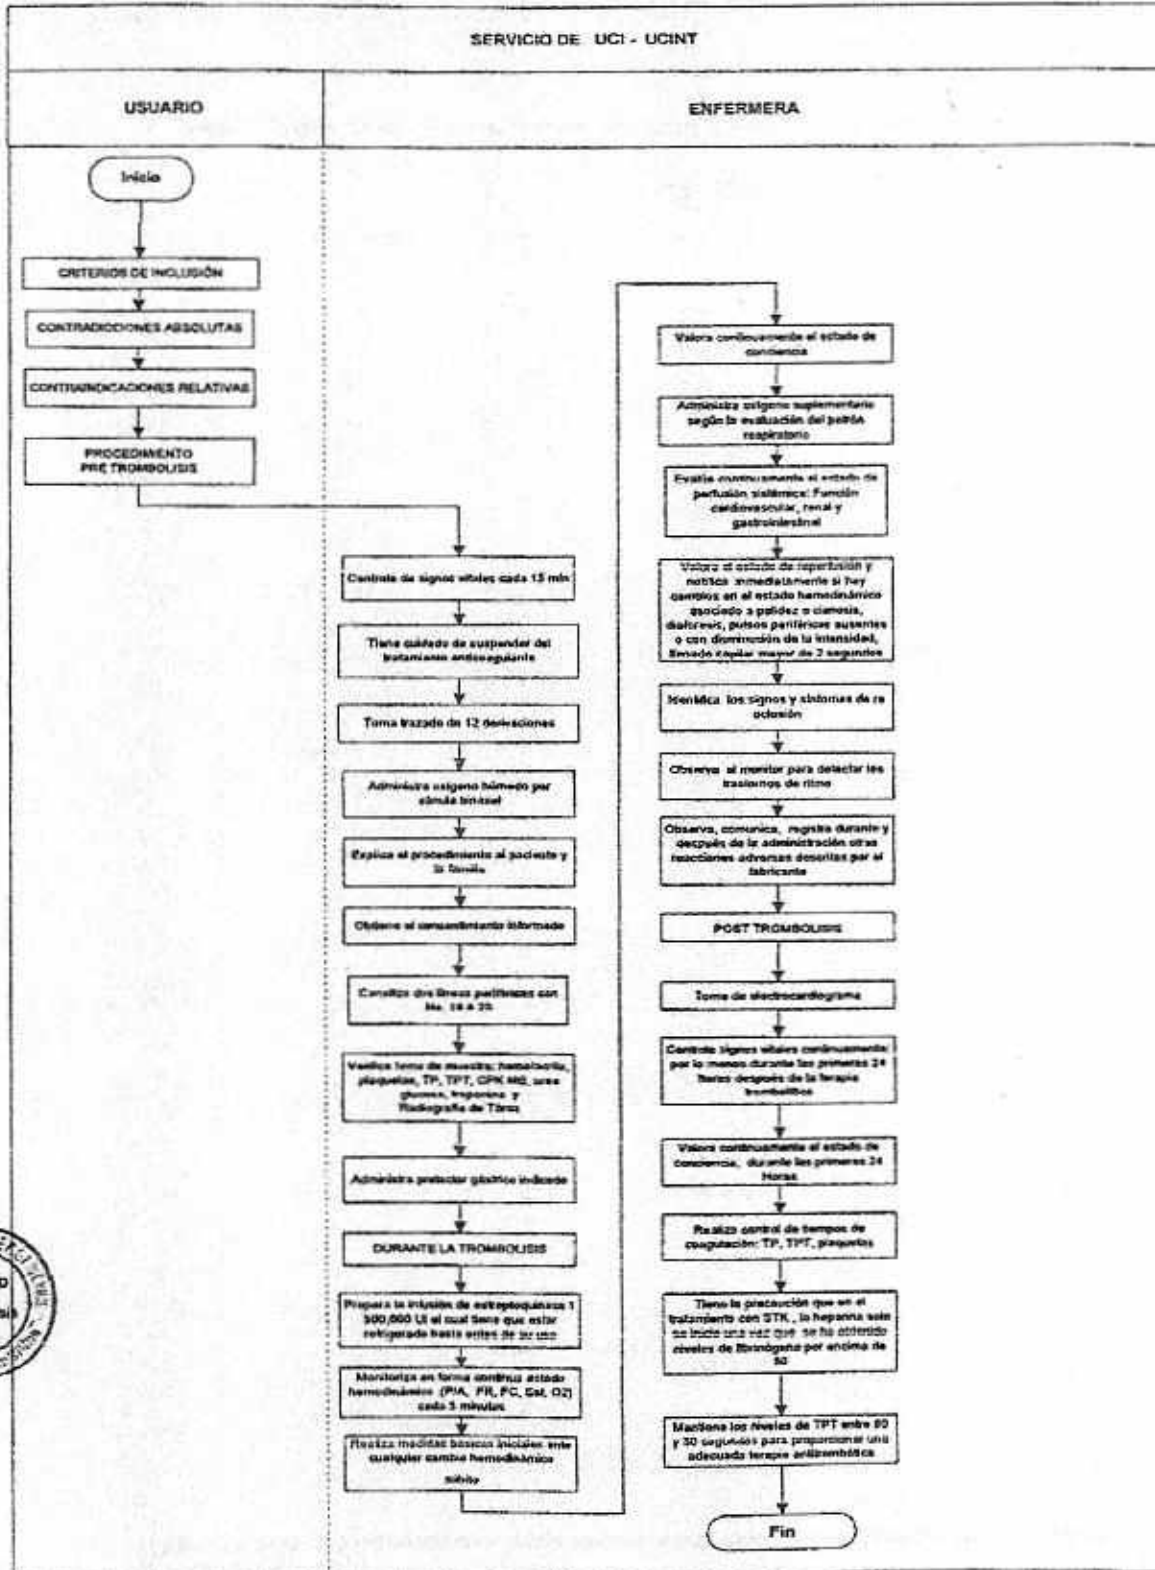 SERVICIO DE UCI - UCINT
USUARIO
ENFERMERA
Inicio
CRITERIOS DE INCLUSIÓN
CONTRADICCIONES ABSOLUTAS
CONTRAINDICACIONES RELATIVAS
PROCEDIMIENTO
PRE TROMBOLISIS
Controla de signos vitales cada 15 min
Tiene cuidado de suspender del
tratamiento anticoagulante
Toma trazado de 12 derivaciones
Administra oxigeno húmedo por
cánula binasal
Explica el procedimiento al paciente y
la familia
Obtiene el consentimiento informado
Canaliza dos líneas periféricas con
No.
Verifica toma de muestra: hematocrito,
plaquetas, TP, TPT, CPK MB, urea
glucosa, troponina y
Radiografía de Tórax
Administra protector gástrico indicado
DURANTE LA TROMBOLISIS
Prepara la infusión de estreptoquinasa 1
500,000 UI el cual tiene que estar
refrigerado hasta antes de su uso
Monitoriza en forma continua estado
hemodinámico (P/A, FR, FC, Sat. O2)
cada 5 minutos
Realiza medidas básicas iniciales ante
cualquier cambio hemodinámico
súbito
Valora continuamente el estado de
conciencia
Administra oxigeno suplementario
según la evaluación del patrón
respiratorio
Evalúa continuamente el estado de
perfusión sistémica: Función
cardiovascular, renal y
gastrointestinal
Valora el estado de reperfusión y
notifica inmediatamente si hay
cambios en el estado hemodinámico
asociado a palidez o cianosis,
diaforesis, pulsos periféricos ausentes
o con disminución de la intensidad,
llenado capilar mayor de 2 segundos
Identifica los signos y síntomas de re
oclusión
Observa al monitor para detectar los
trastornos de ritmo
Observa, comunica, registra durante y
después de la administración otras
reacciones adversas descritas por el
fabricante
POST TROMBOLISIS
Toma de electrocardiograma
Controla signos vitales continuamente
por lo menos durante las primeras 24
horas después de la terapia
trombolítica
Valora continuamente el estado de
conciencia, durante las primeras 24
Horas
Realiza control de tiempos de
coagulación: TP, TPT, plaquetas
Tiene la precaución que en el
tratamiento con STK , la heparina solo
se inicia una vez que se ha obtenido
niveles de fibrinógeno por encima de
50
Mantiene los niveles de TPT entre
y segundos para proporcionar una
adecuada terapia antitrombótica
Fin